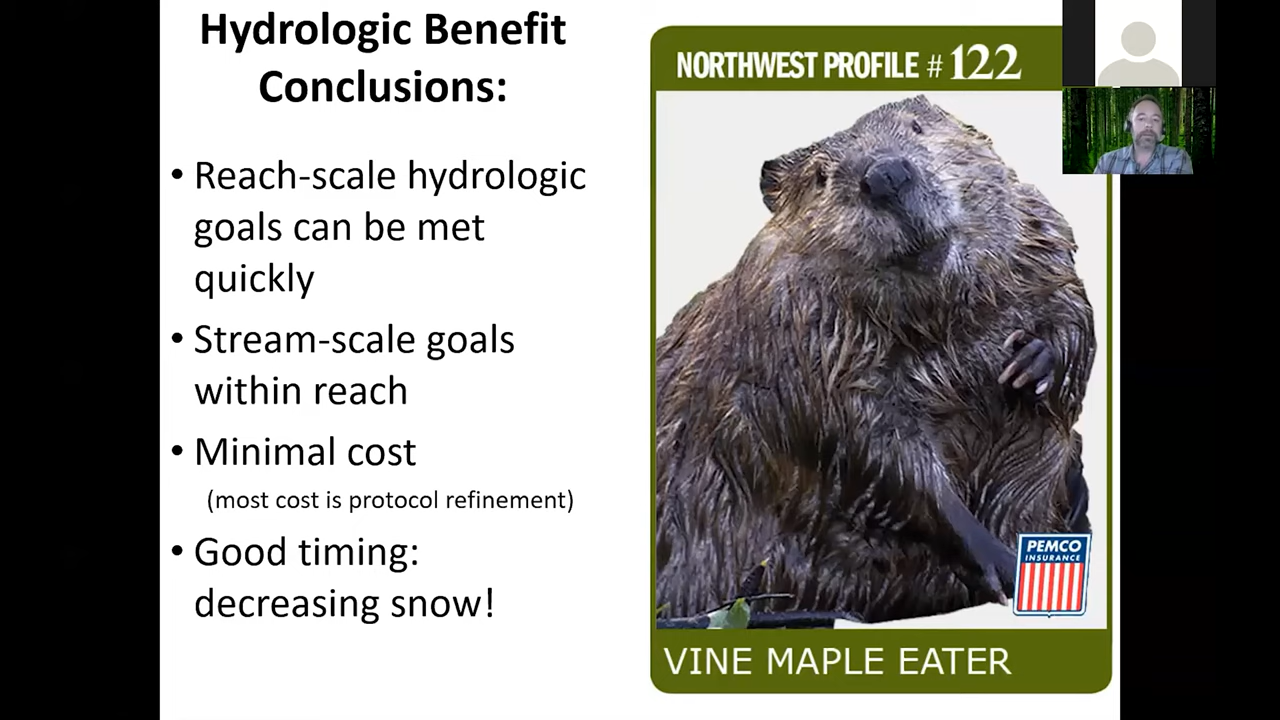 Hydrologic Benefit
Conclusions:
• Reach-scale hydrologic
goals can be met
quickly
• Stream-scale goals
within reach
• Minimal cost
(most cost is protocol refinement)
• Good timing:
decreasing snow!
NORTHWEST PROFILE # 122
PEMCO
INSURANCE
VINE MAPLE EATER